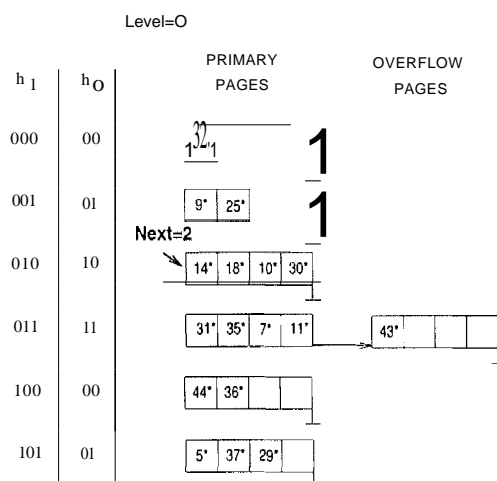 Level=O
PRIMARY PAGES
OVERFLOW PAGES
h 1
h O
000 00 32
001 01 9* 25*
Next=2
010 10 14* 18* 10* 30*
011 11 31* 35* 7* 11* 43*
100 00 44* 36*
101 01 5* 37* 29*